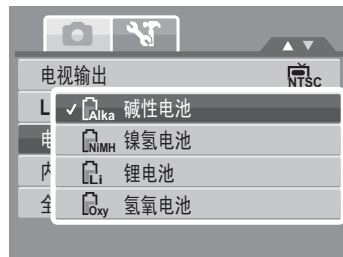 电视输出 NTSC
L
✓ Alka 碱性电池
电
NiMH 镍氢电池
内
Li 锂电池
全
Oxy 氢氧电池